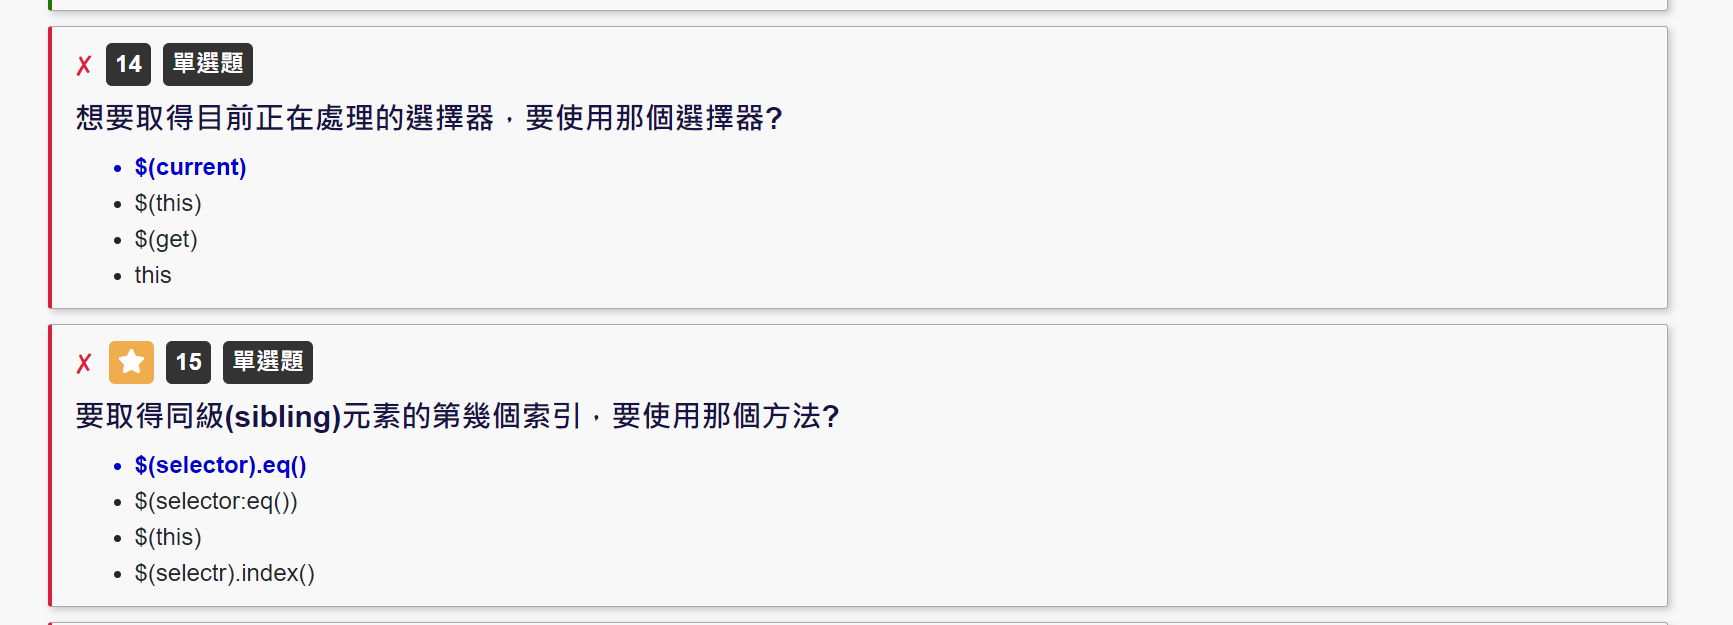 ✗ 14 單選題
想要取得目前正在處理的選擇器，要使用那個選擇器?
• $(current)
• $(this)
• $(get)
• this
✗ ★ 15 單選題
要取得同級(sibling)元素的第幾個索引，要使用那個方法?
• $(selector).eq()
• $(selector:eq())
• $(this)
• $(selectr).index()